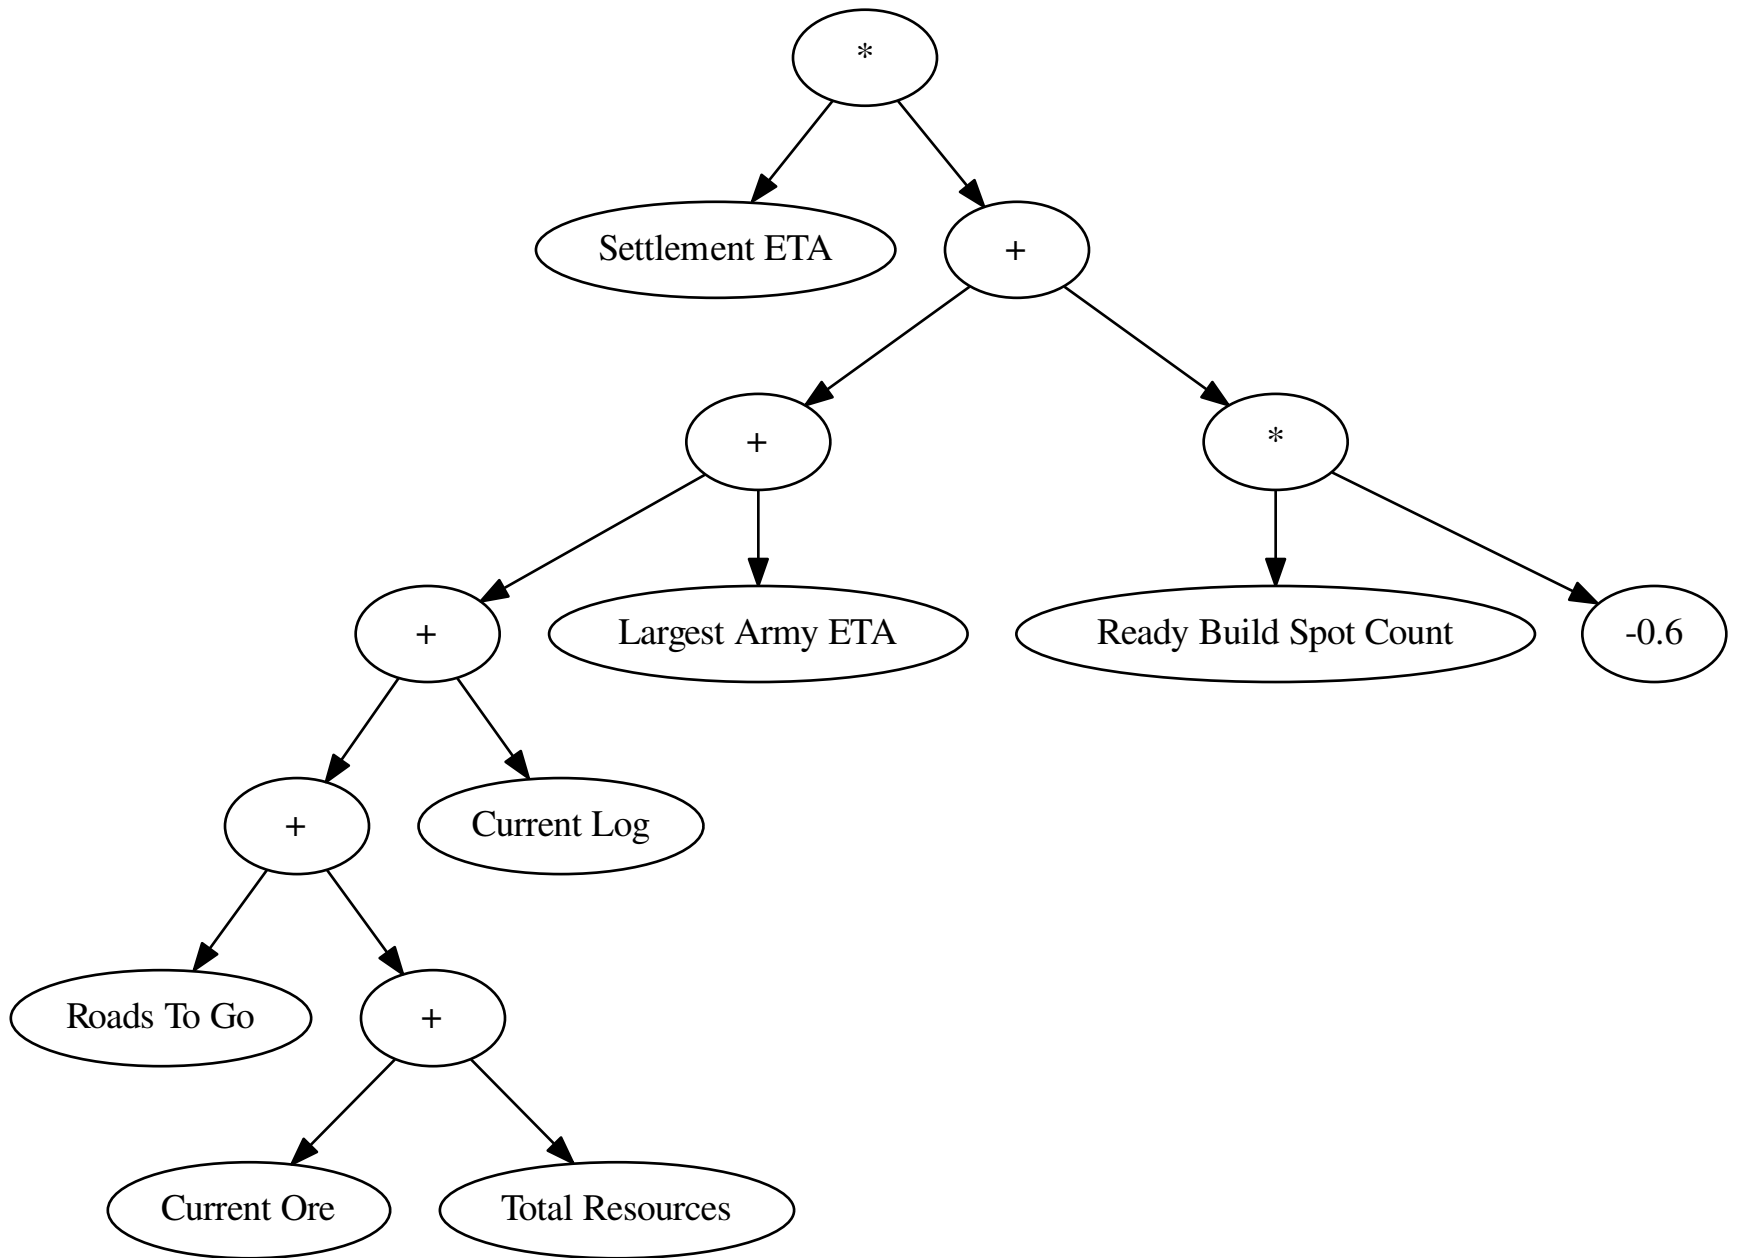 *
Settlement ETA
+
+
*
+
Largest Army ETA
Ready Build Spot Count
-0.6
+
Current Log
Roads To Go
+
Current Ore
Total Resources